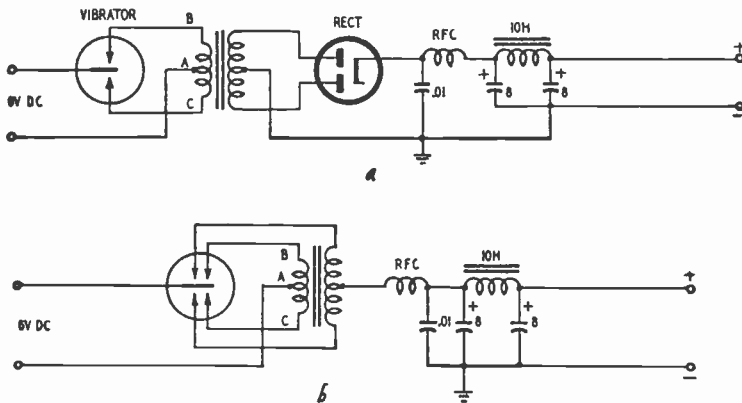 VIBRATOR
B
A
C
6V DC
RECT
RFC
10H
.01
+
8
+
8
+
−
a
B
A
C
6V DC
RFC
10H
.01
+
8
+
8
+
−
b